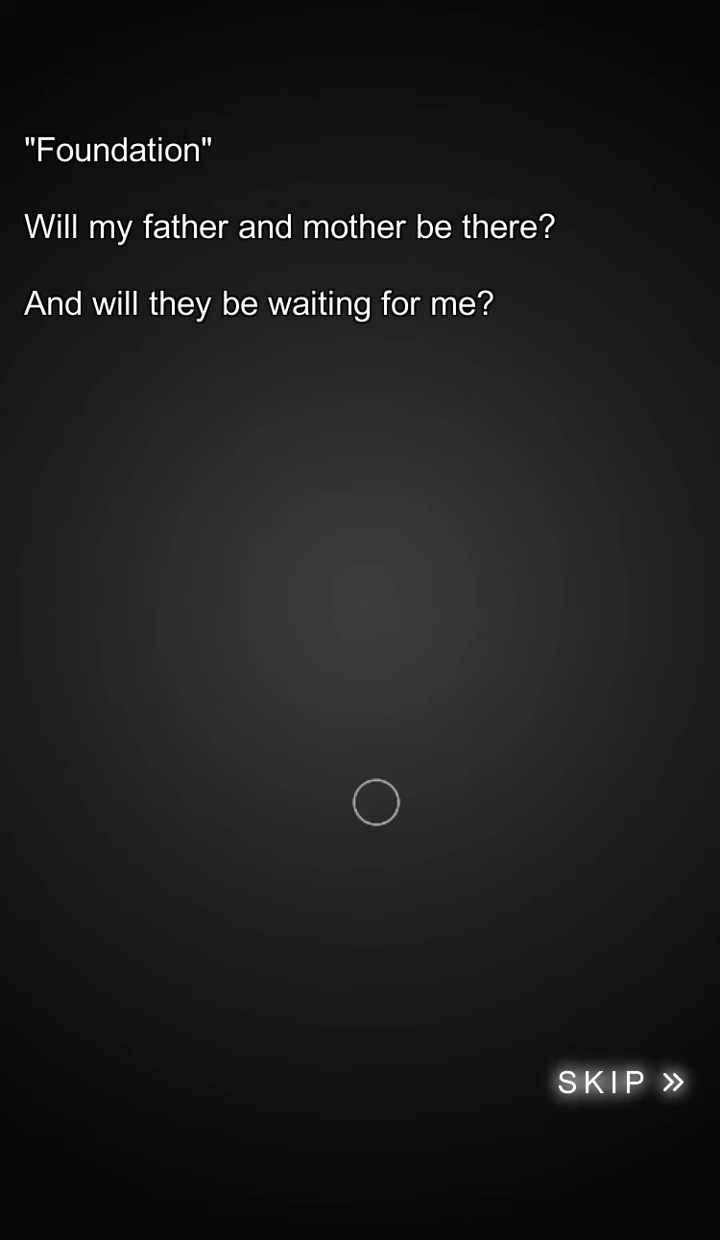 "Foundation"
Will my father and mother be there?
And will they be waiting for me?
SKIP »